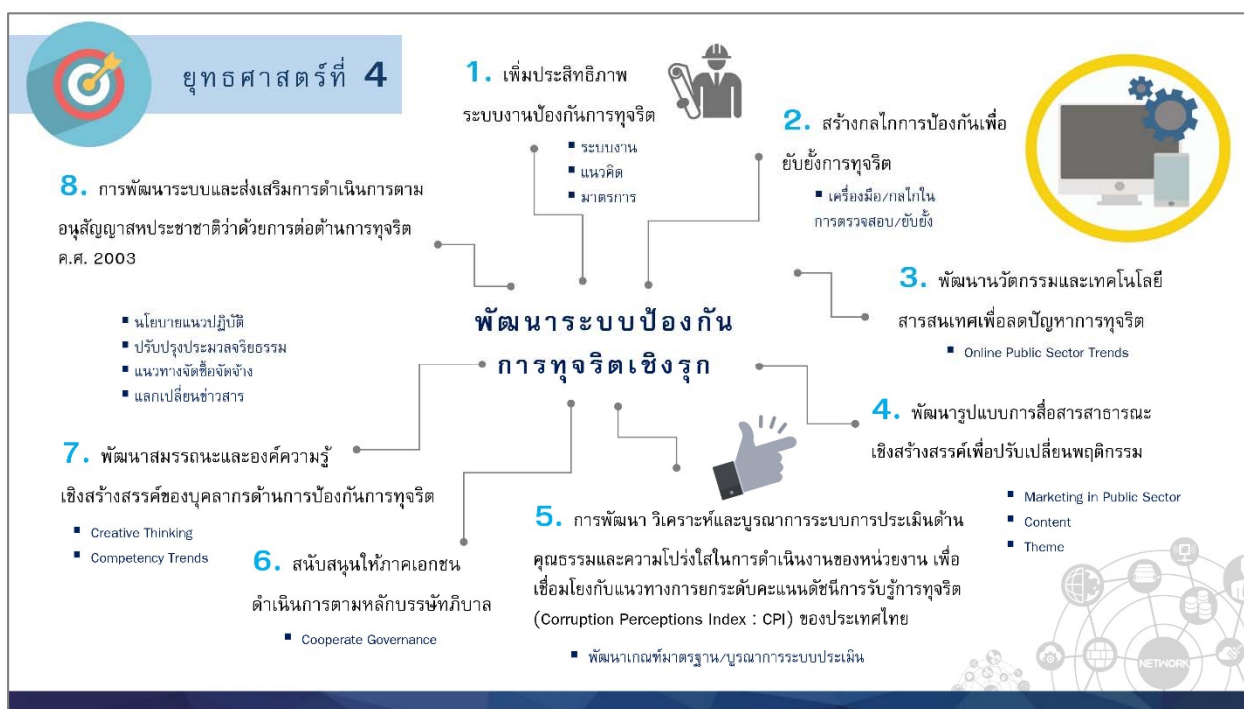 ยุทธศาสตร์ที่ 4
1. เพิ่มประสิทธิภาพ
ระบบงานป้องกันการทุจริต
▪ ระบบงาน
▪ แนวคิด
▪ มาตรการ
2. สร้างกลไกการป้องกันเพื่อ
ยับยั้งการทุจริต
▪ เครื่องมือ/กลไกใน
การตรวจสอบ/ยับยั้ง
3. พัฒนานวัตกรรมและเทคโนโลยี
สารสนเทศเพื่อลดปัญหาการทุจริต
▪ Online Public Sector Trends
4. พัฒนารูปแบบการสื่อสารสาธารณะ
เชิงสร้างสรรค์เพื่อปรับเปลี่ยนพฤติกรรม
▪ Marketing in Public Sector
▪ Content
▪ Theme
5. การพัฒนา วิเคราะห์และบูรณาการระบบการประเมินด้าน
คุณธรรมและความโปร่งใสในการดำเนินงานของหน่วยงาน เพื่อ
เชื่อมโยงกับแนวทางการยกระดับคะแนนดัชนีการรับรู้การทุจริต
(Corruption Perceptions Index : CPI) ของประเทศไทย
▪ พัฒนาเกณฑ์มาตรฐาน/บูรณาการระบบประเมิน
6. สนับสนุนให้ภาคเอกชน
ดำเนินการตามหลักบรรษัทภิบาล
▪ Cooperate Governance
7. พัฒนาสมรรถนะและองค์ความรู้
เชิงสร้างสรรค์ของบุคลากรด้านการป้องกันการทุจริต
▪ Creative Thinking
▪ Competency Trends
8. การพัฒนาระบบและส่งเสริมการดำเนินการตาม
อนุสัญญาสหประชาชาติว่าด้วยการต่อต้านการทุจริต
ค.ศ. 2003
▪ นโยบายแนวปฏิบัติ
▪ ปรับปรุงประมวลจริยธรรม
▪ แนวทางจัดซื้อจัดจ้าง
▪ แลกเปลี่ยนข่าวสาร
พัฒนาระบบป้องกัน
การทุจริตเชิงรุก
NETWORK